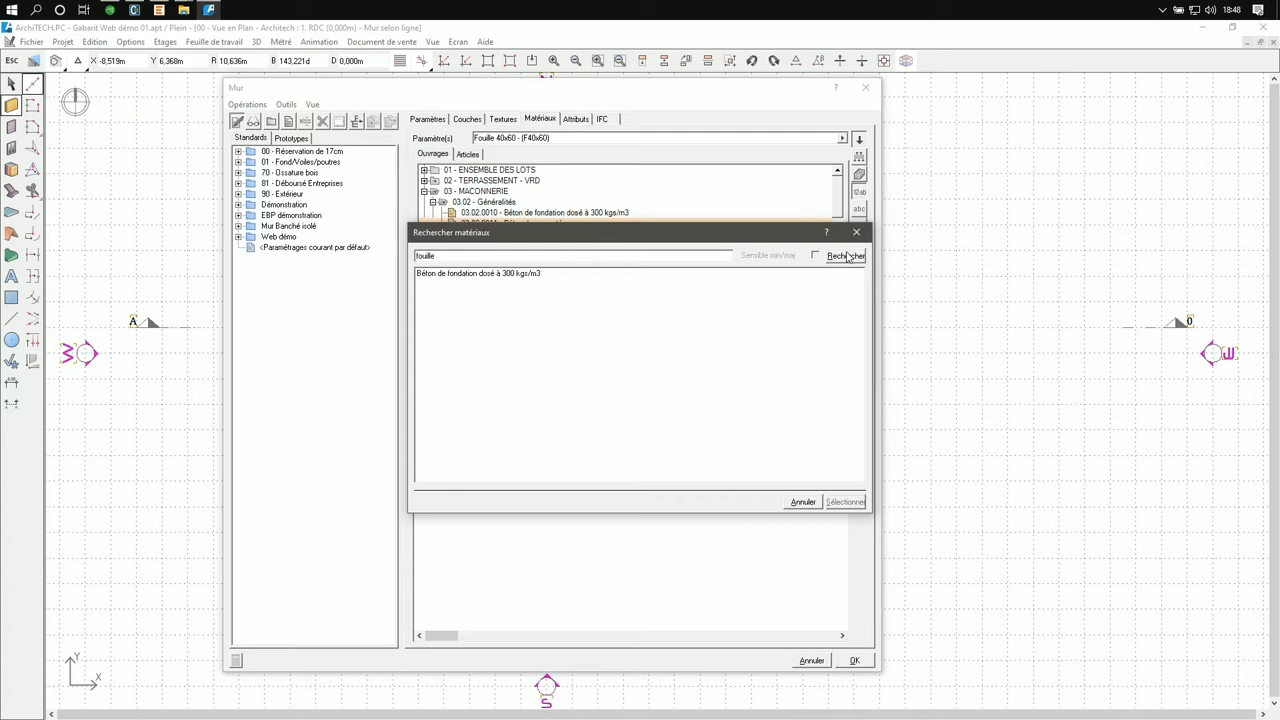 18:48
ArchiTECH.PC - Gabarit Web démo 01.apt / Plein - [00 - Vue en Plan - Architech : 1. RDC (0,000m) - Mur selon ligne]
Fichier Projet Edition Options Etages Feuille de travail 3D Métré Animation Document de vente Vue Ecran Aide
Esc X -8,519m Y 6,368m R 10,636m B 143,221d D 0,000m
Mur
Opérations Outils Vue
Standards Prototypes
00 - Réservation de 17cm
01 - Fond/Voiles/poutres
70 - Ossature bois
81 - Déboursé Entreprises
90 - Extérieur
Démonstration
EBP démonstration
Mur Banché isolé
Web démo
<Paramétrages courant par défaut>
Paramètres Couches Textures Matériaux Attributs IFC
Paramètre(s) Fouille 40x60 - (F40x60)
Ouvrages Articles
01 - ENSEMBLE DES LOTS
02 - TERRASSEMENT - VRD
03 - MACONNERIE
03.02 - Généralités
03.02.0010 - Béton de fondation dosé à 300 kgs/m3
12ab
abc
Rechercher matériaux
fouille Sensible min/maj Rechercher
Béton de fondation dosé à 300 kgs/m3
Annuler Sélectionner
Annuler OK
A
0
W
E
S
Y
X